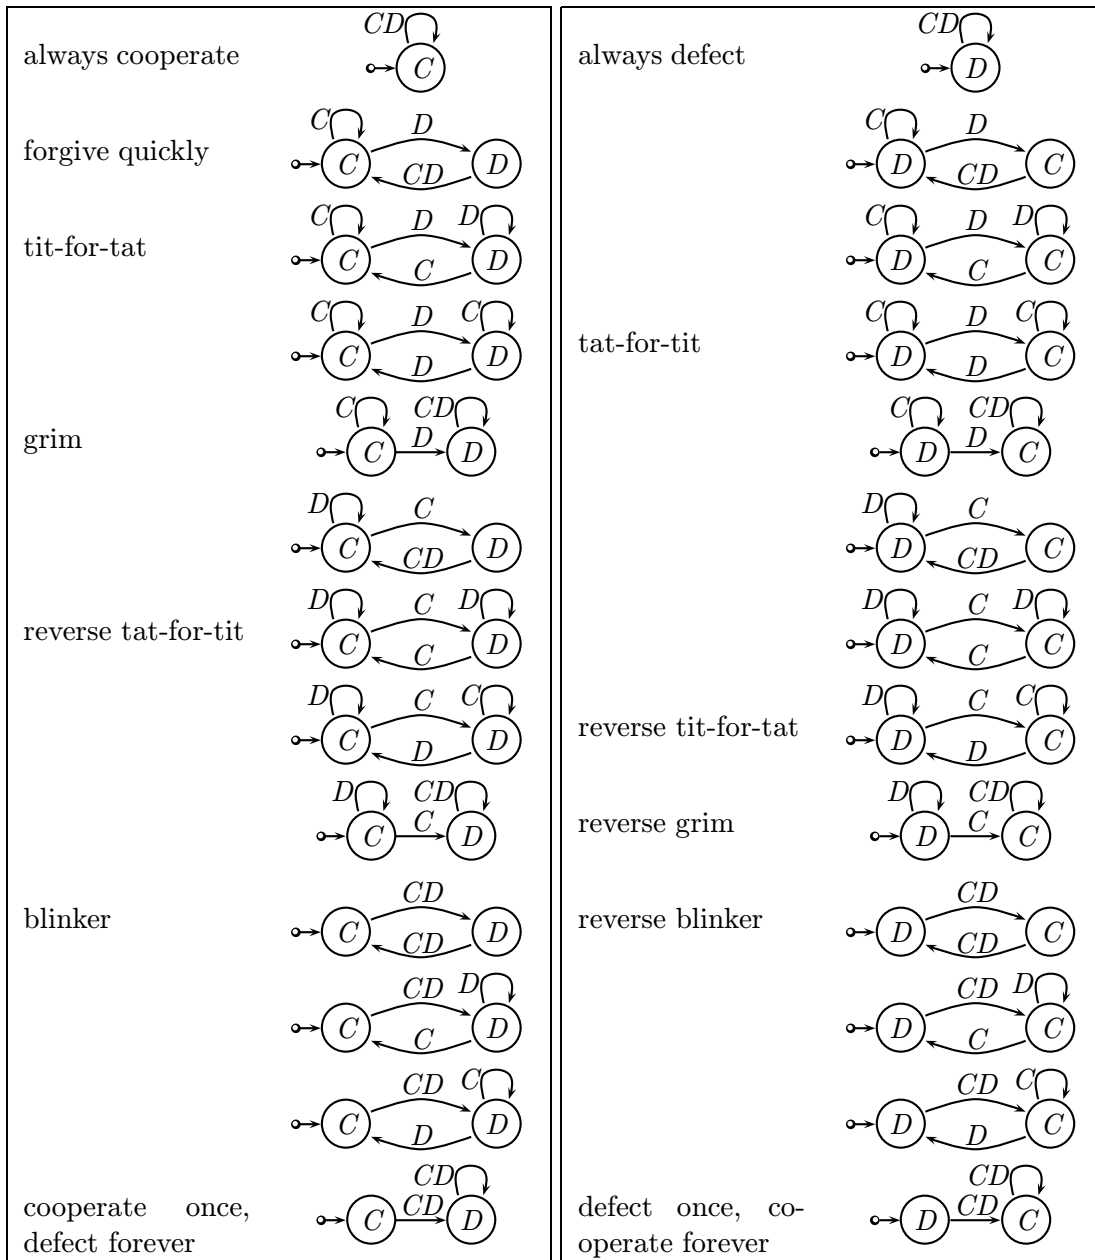 CD
always cooperate
C
C D
forgive quickly
C D
CD
C D D
tit-for-tat
C D
C
C D C
C D
D
C CD
grim
D
C D
D C
C D
CD
D C D
reverse tat-for-tit
C D
C
D C C
C D
D
D CD
C
C D
CD
blinker
C D
CD
CD D
C D
C
CD C
C D
D
CD
cooperate once,
CD
C D
defect forever
CD
always defect
D
C D
D C
CD
C D D
D C
C
C D C
tat-for-tit
D C
D
C CD
D
D C
D C
D C
CD
D C D
D C
C
D C C
reverse tit-for-tat
D C
D
D CD
reverse grim
C
D C
CD
reverse blinker
D C
CD
CD D
D C
C
CD C
D C
D
CD
defect once, co-
CD
D C
operate forever